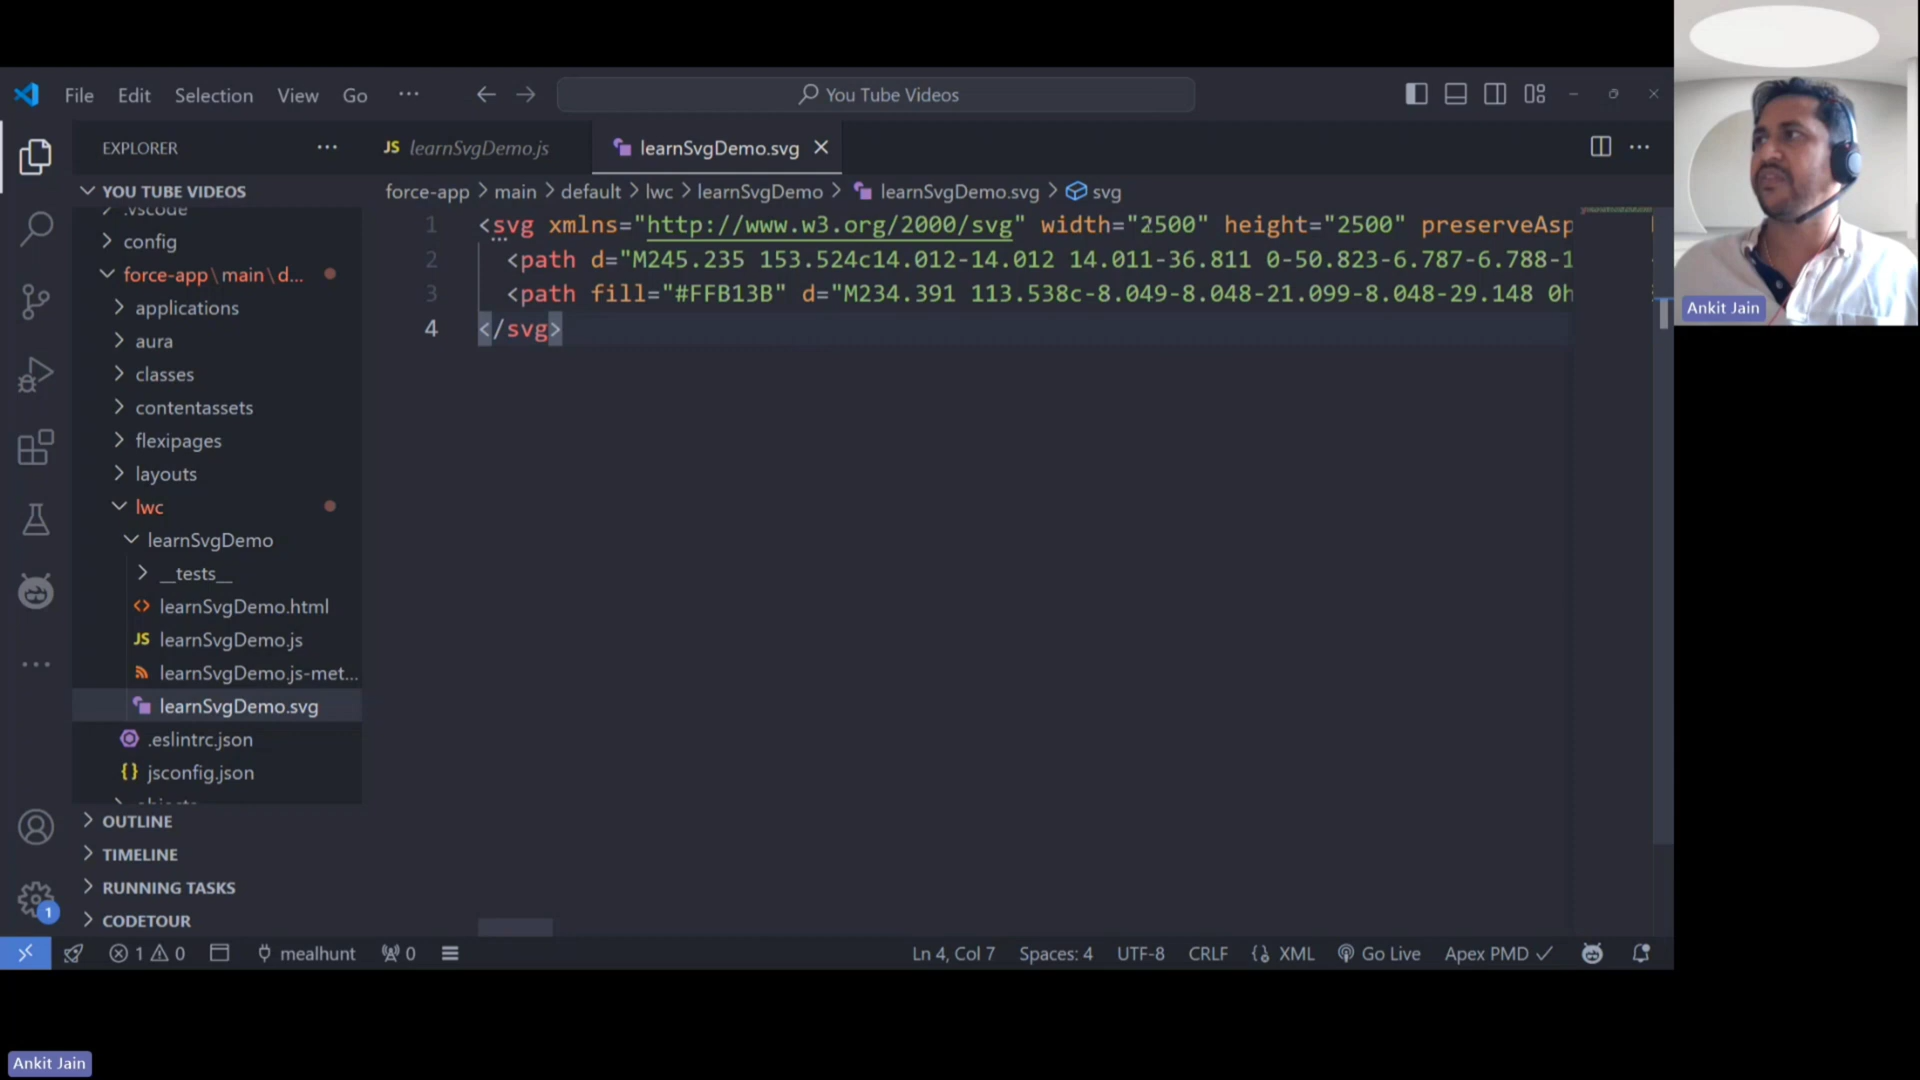 File Edit Selection View Go ... You Tube Videos
EXPLORER ...
JS learnSvgDemo.js learnSvgDemo.svg
YOU TUBE VIDEOS
force-app > main > default > lwc > learnSvgDemo > learnSvgDemo.svg > svg
.vscode
config
force-app\main\d...
applications
aura
classes
contentassets
flexipages
layouts
lwc
learnSvgDemo
__tests__
<> learnSvgDemo.html
JS learnSvgDemo.js
learnSvgDemo.js-met...
learnSvgDemo.svg
.eslintrc.json
{} jsconfig.json
objects
OUTLINE
TIMELINE
RUNNING TASKS
CODETOUR
1 <svg xmlns="http://www.w3.org/2000/svg" width="2500" height="2500" preserveAsp
2 <path d="M245.235 153.524c14.012-14.012 14.011-36.811 0-50.823-6.787-6.788-1
3 <path fill="#FFB13B" d="M234.391 113.538c-8.049-8.048-21.099-8.048-29.148 0h
4 </svg>
1
1 0 mealhunt 0 Ln 4, Col 7 Spaces: 4 UTF-8 CRLF XML Go Live Apex PMD
Ankit Jain
Ankit Jain